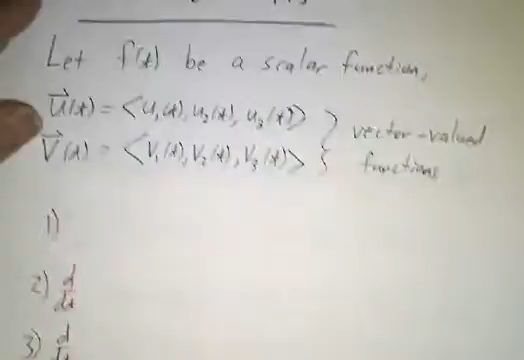 Let f(t) be a scalar function,
u⃗(t) = <u₁(t), u₂(t), u₃(t)> } vector-valued
v⃗(t) = <v₁(t), v₂(t), v₃(t)> } functions
1)
2) d/dt
3) d/dt